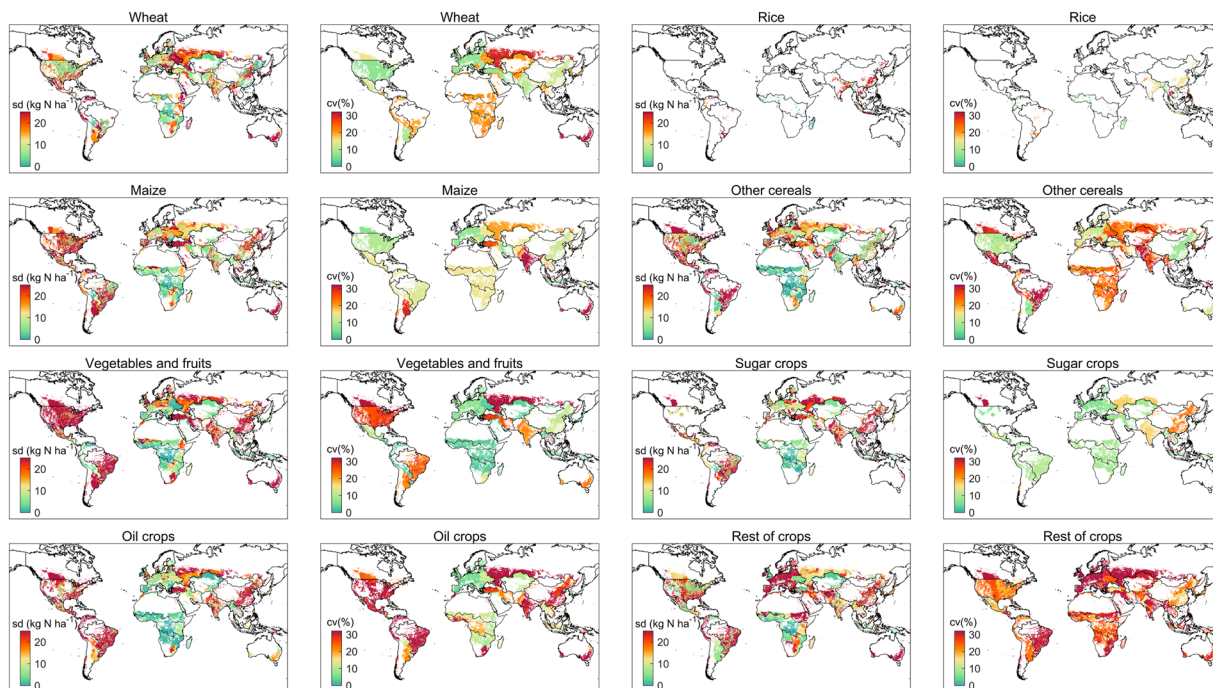 Wheat
sd (kg N ha⁻¹)
20
10
0
Wheat
cv(%)
30
20
10
0
Rice
sd (kg N ha⁻¹)
20
10
0
Rice
cv(%)
30
20
10
0
Maize
sd (kg N ha⁻¹)
20
10
0
Maize
cv(%)
30
20
10
0
Other cereals
sd (kg N ha⁻¹)
20
10
0
Other cereals
cv(%)
30
20
10
0
Vegetables and fruits
sd (kg N ha⁻¹)
20
10
0
Vegetables and fruits
cv(%)
30
20
10
0
Sugar crops
sd (kg N ha⁻¹)
20
10
0
Sugar crops
cv(%)
30
20
10
0
Oil crops
sd (kg N ha⁻¹)
20
10
0
Oil crops
cv(%)
30
20
10
0
Rest of crops
sd (kg N ha⁻¹)
20
10
0
Rest of crops
cv(%)
30
20
10
0